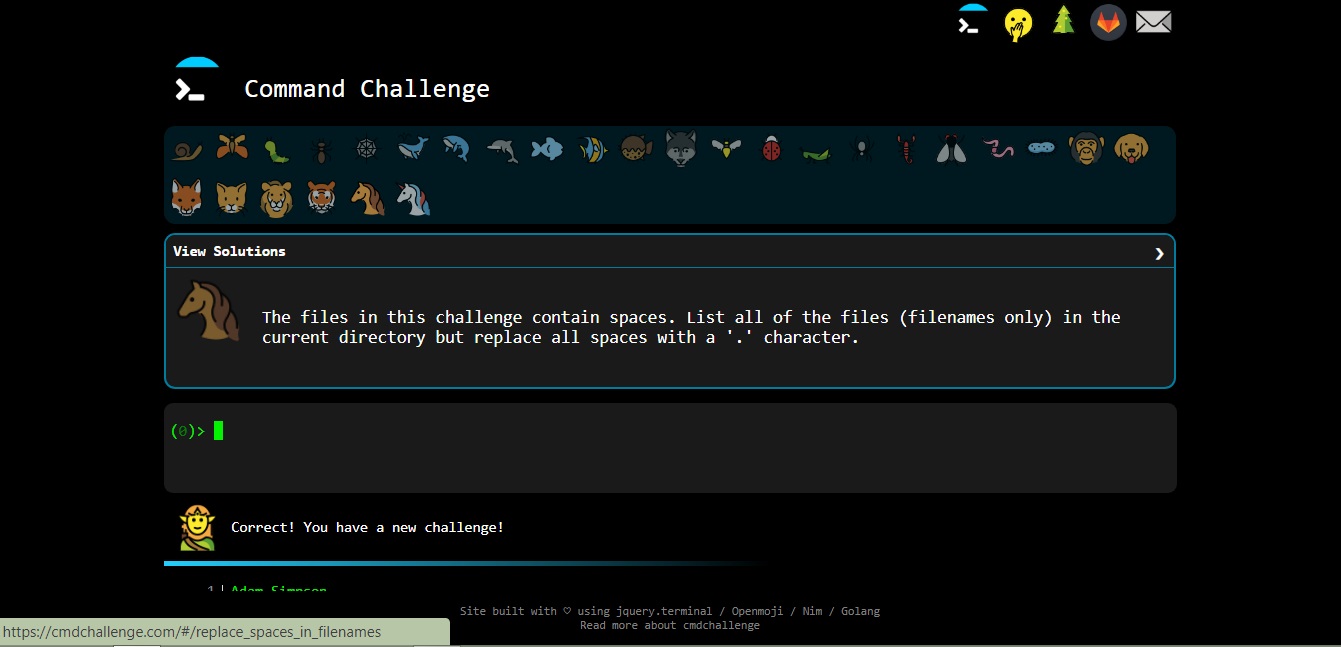 Command Challenge
View Solutions
The files in this challenge contain spaces. List all of the files (filenames only) in the
current directory but replace all spaces with a '.' character.
(0)>
Correct! You have a new challenge!
1 Adam Simpson
Site built with ♡ using jquery.terminal / Openmoji / Nim / Golang
Read more about cmdchallenge
https://cmdchallenge.com/#/replace_spaces_in_filenames